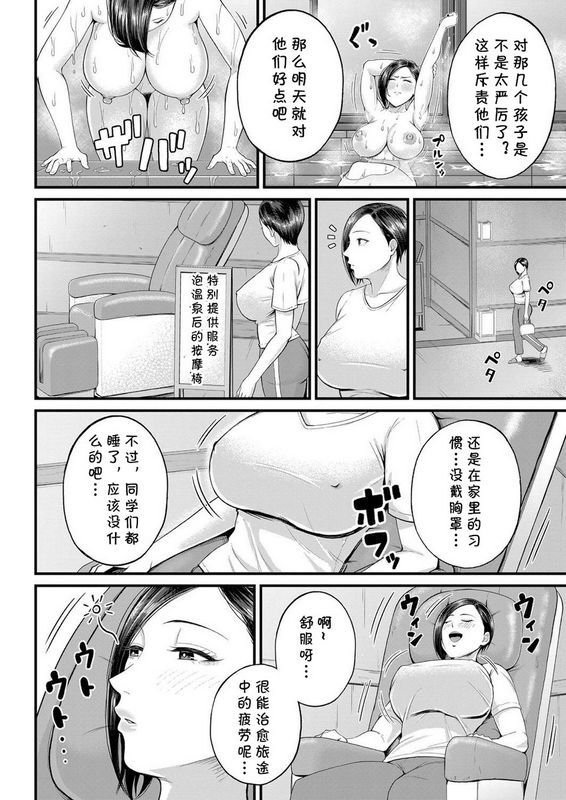 对那几个孩子是
不是太严厉了？
这样斥责他们…
プルルンッ
ぐぃ
那么明天就对
他们好点吧
ザバァ
ペタ
ペタ
特别提供服务
泡温泉后的按摩椅
还是在家里的习
惯…没戴胸罩…
ボフッ
不过，同学们都
睡了，应该没什
么的吧…
ウィン
ウィン
啊～
舒服呀…
很能治愈旅途
中的疲劳呢…
ウト
ウト